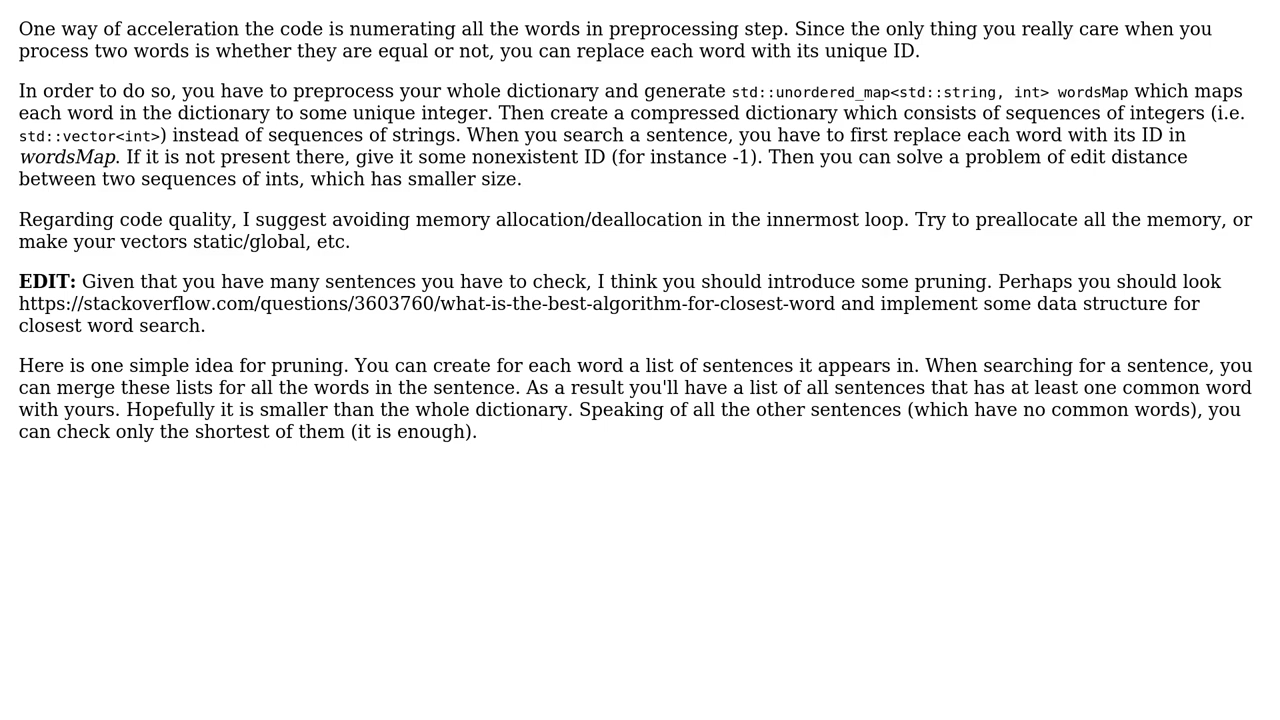 One way of acceleration the code is numerating all the words in preprocessing step. Since the only thing you really care when you
process two words is whether they are equal or not, you can replace each word with its unique ID.
In order to do so, you have to preprocess your whole dictionary and generate std::unordered_map<std::string, int> wordsMap which maps
each word in the dictionary to some unique integer. Then create a compressed dictionary which consists of sequences of integers (i.e.
std::vector<int>) instead of sequences of strings. When you search a sentence, you have to first replace each word with its ID in
wordsMap. If it is not present there, give it some nonexistent ID (for instance -1). Then you can solve a problem of edit distance
between two sequences of ints, which has smaller size.
Regarding code quality, I suggest avoiding memory allocation/deallocation in the innermost loop. Try to preallocate all the memory, or
make your vectors static/global, etc.
EDIT: Given that you have many sentences you have to check, I think you should introduce some pruning. Perhaps you should look
https://stackoverflow.com/questions/3603760/what-is-the-best-algorithm-for-closest-word and implement some data structure for
closest word search.
Here is one simple idea for pruning. You can create for each word a list of sentences it appears in. When searching for a sentence, you
can merge these lists for all the words in the sentence. As a result you'll have a list of all sentences that has at least one common word
with yours. Hopefully it is smaller than the whole dictionary. Speaking of all the other sentences (which have no common words), you
can check only the shortest of them (it is enough).